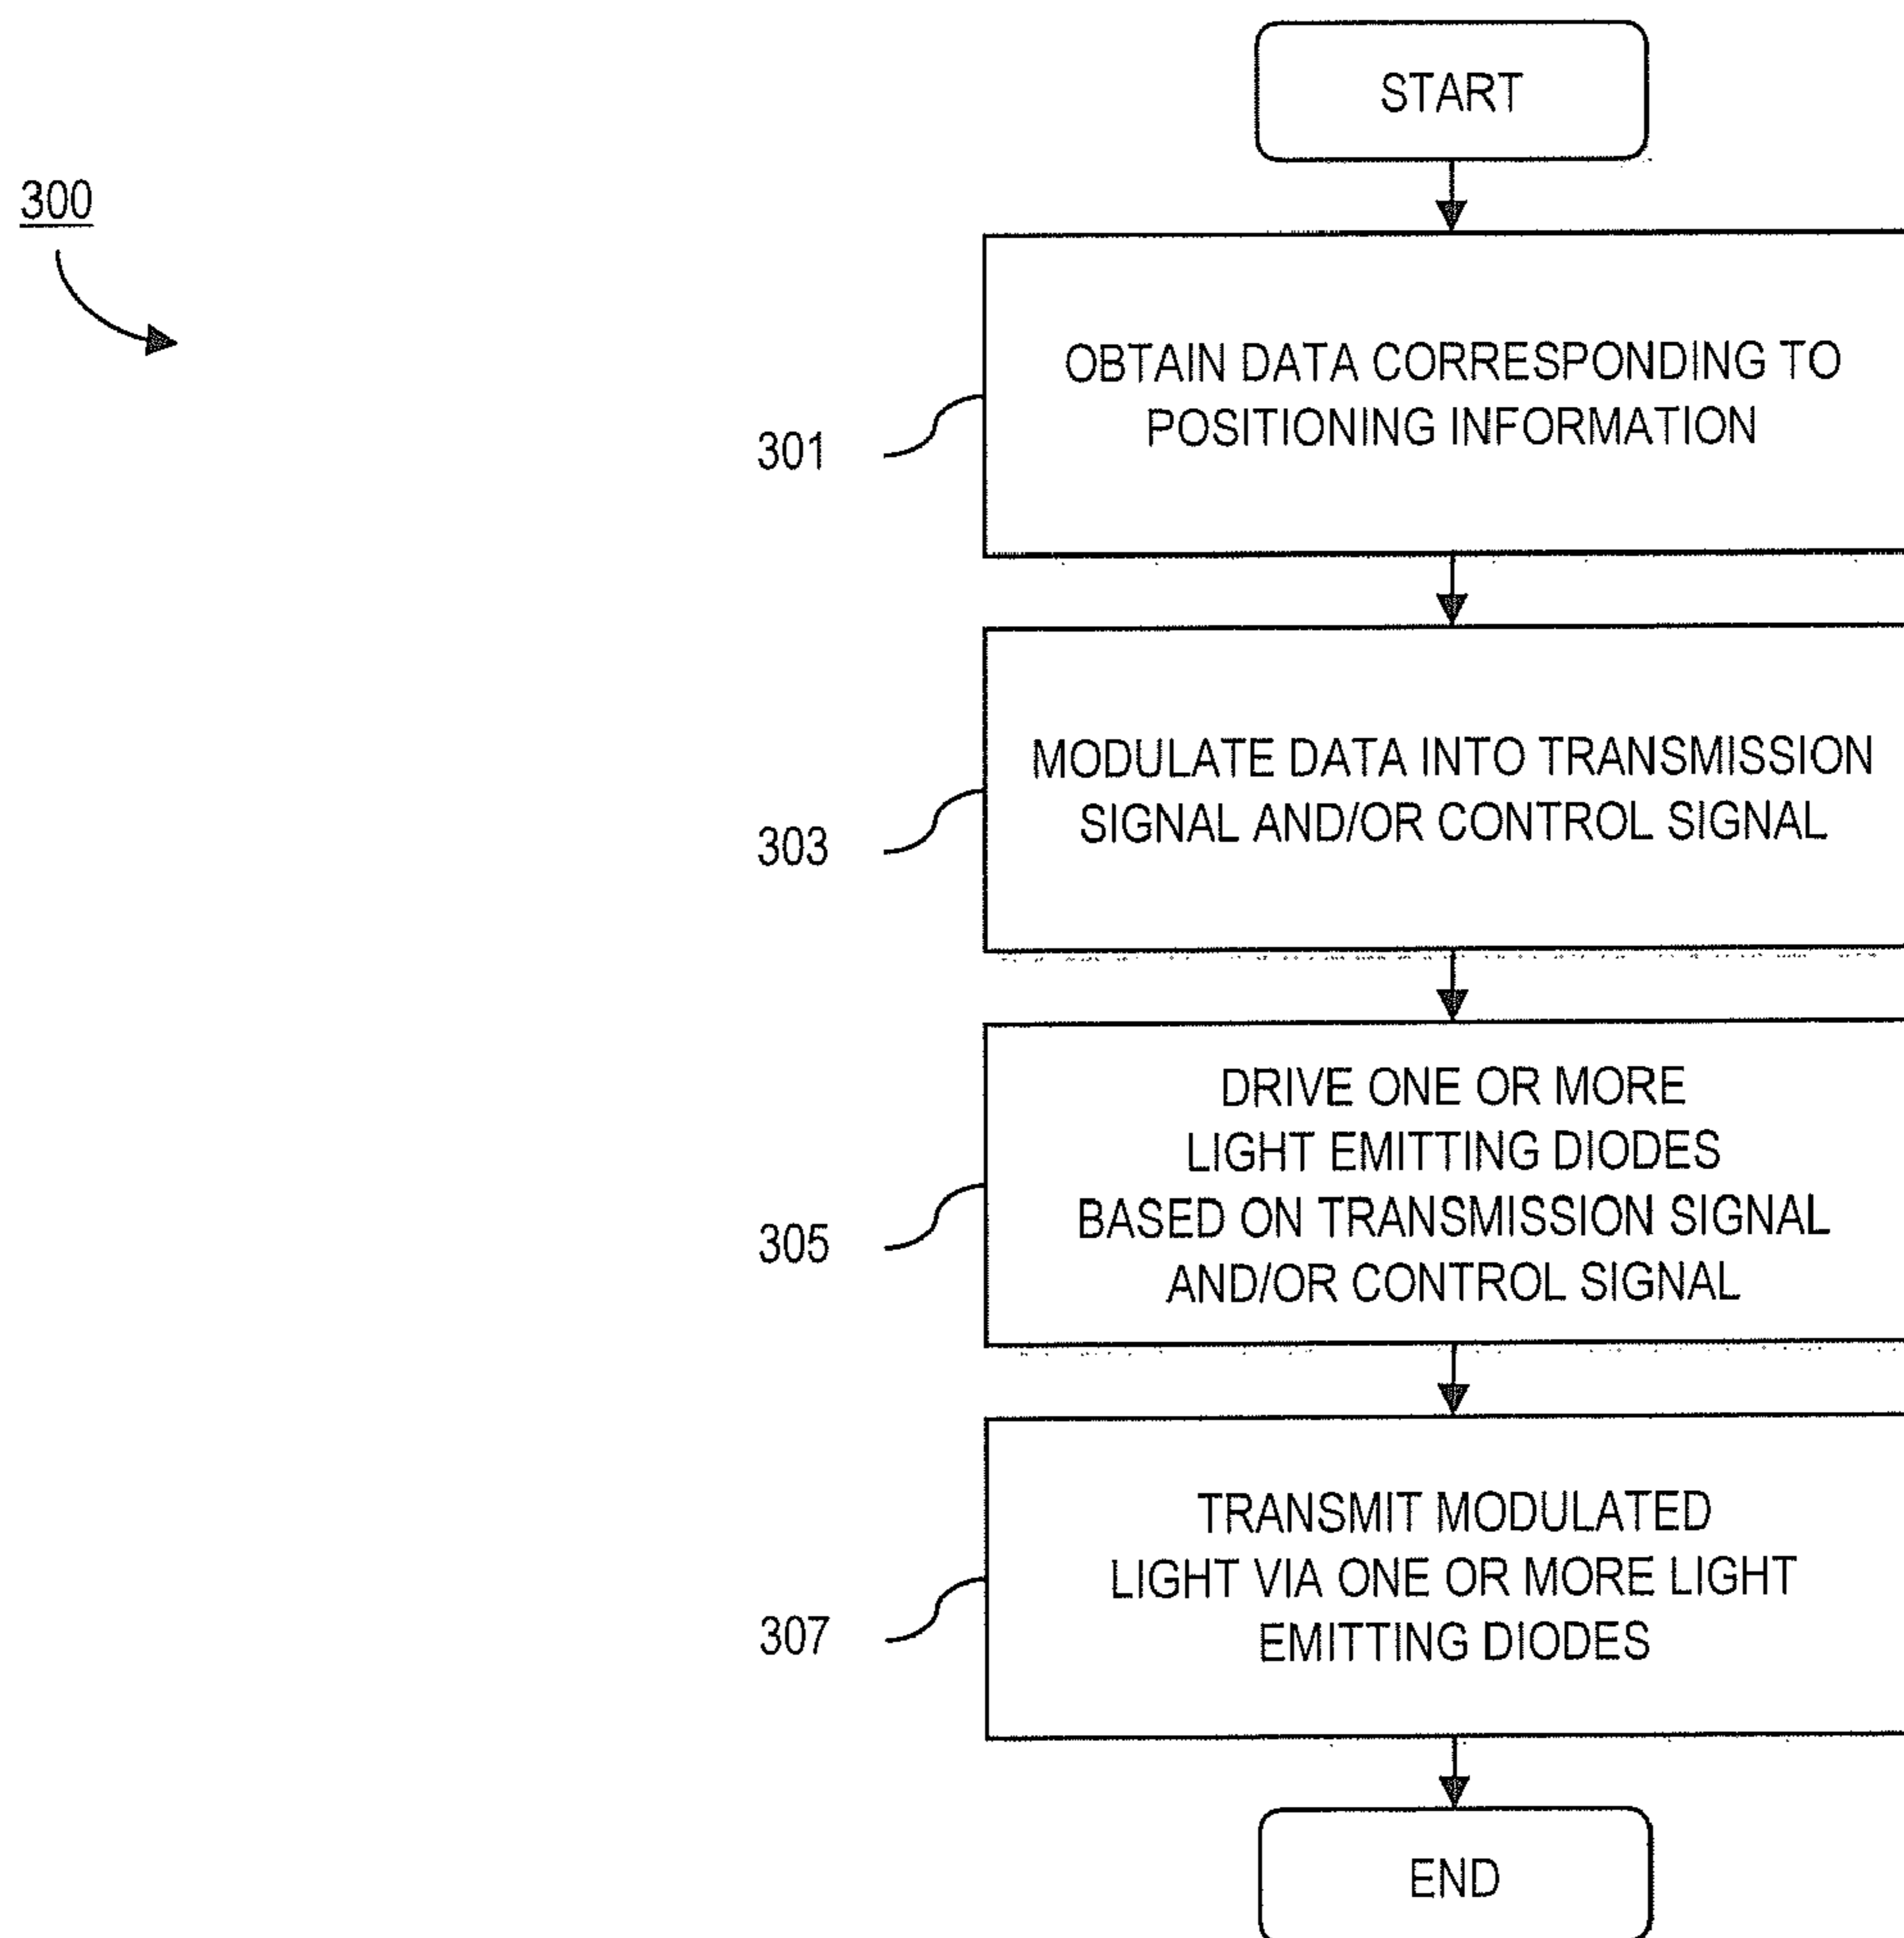 START
300
OBTAIN DATA CORRESPONDING TO
POSITIONING INFORMATION
301
MODULATE DATA INTO TRANSMISSION
SIGNAL AND/OR CONTROL SIGNAL
303
DRIVE ONE OR MORE
LIGHT EMITTING DIODES
BASED ON TRANSMISSION SIGNAL
AND/OR CONTROL SIGNAL
305
TRANSMIT MODULATED
LIGHT VIA ONE OR MORE LIGHT
EMITTING DIODES
307
END